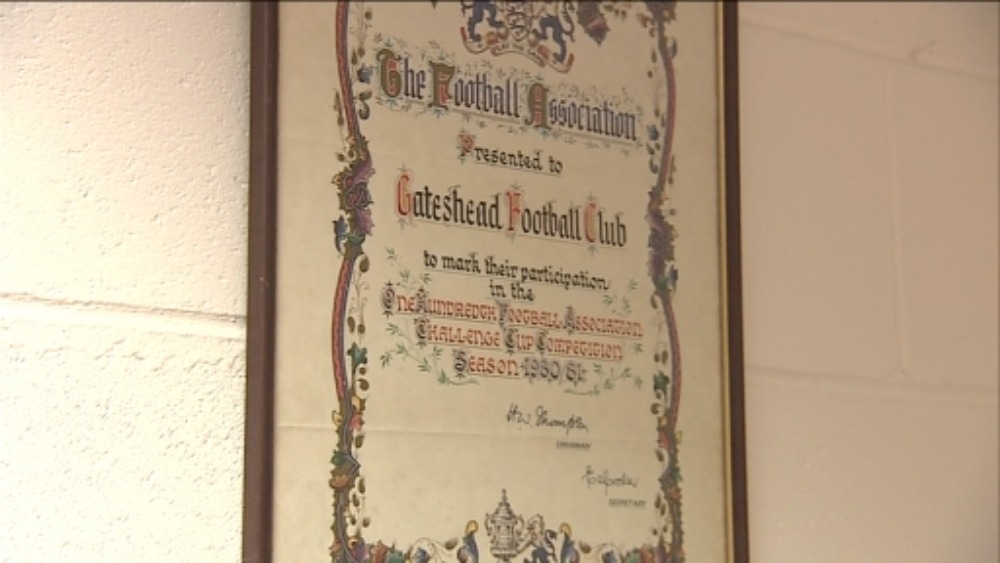 The Football Association
Presented to
Gateshead Football Club
to mark their participation
in the
One Hundredth Football Association
Challenge Cup Competition
Season 1980/81
CHAIRMAN
SECRETARY